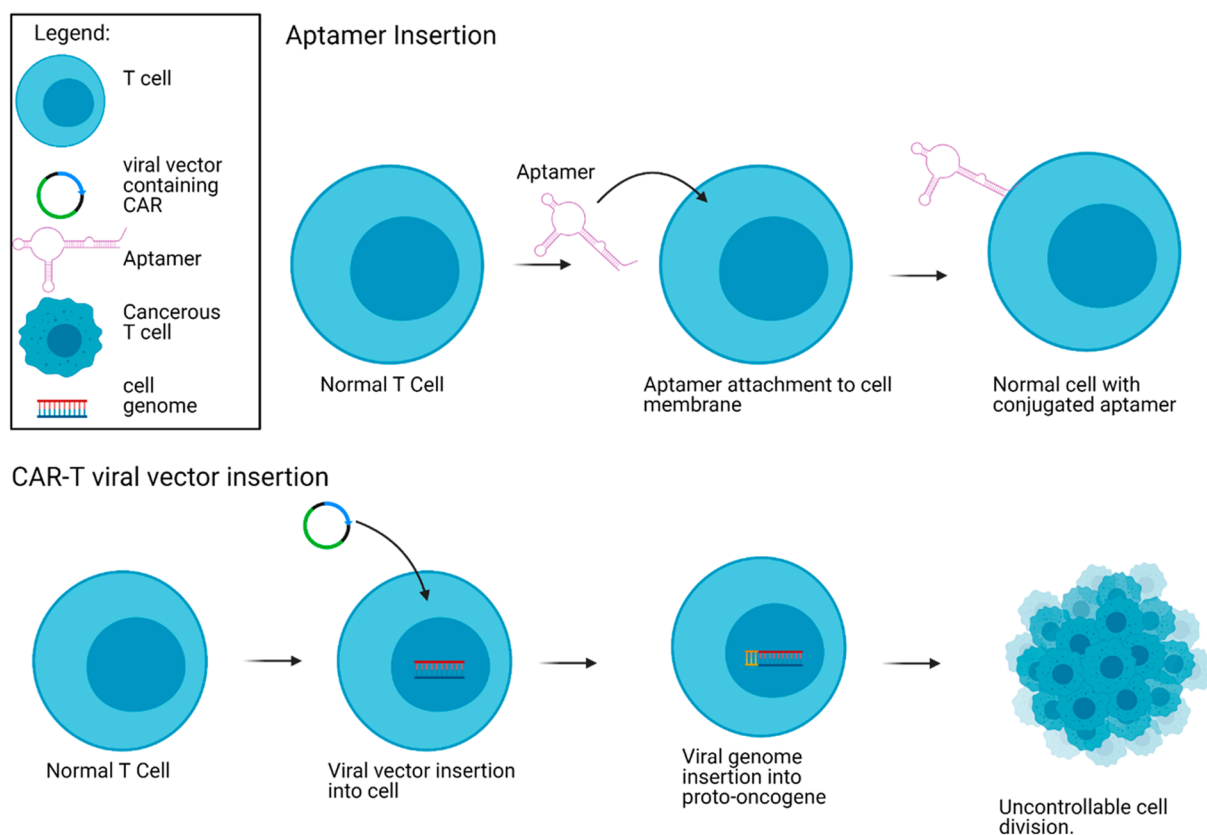 Legend:
T cell
viral vector
containing
CAR
Aptamer
Cancerous
T cell
cell
genome
Aptamer Insertion
Aptamer
Normal T Cell
Aptamer attachment to cell
membrane
Normal cell with
conjugated aptamer
CAR-T viral vector insertion
Normal T Cell
Viral vector insertion
into cell
Viral genome
insertion into
proto-oncogene
Uncontrollable cell
division.